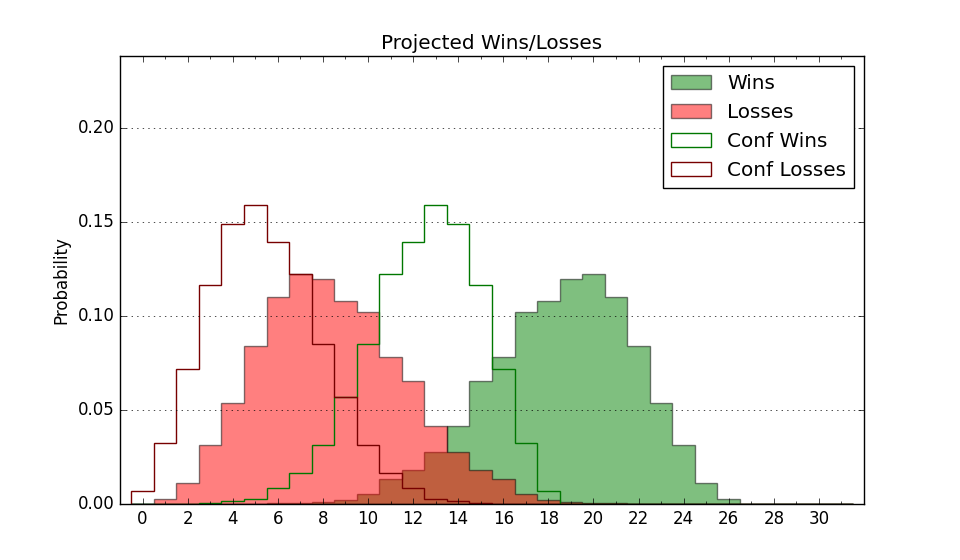 Projected Wins/Losses
Wins
Losses
Conf Wins
Conf Losses
Probability
0.20
0.15
0.10
0.05
0.00
0 2 4 6 8 10 12 14 16 18 20 22 24 26 28 30